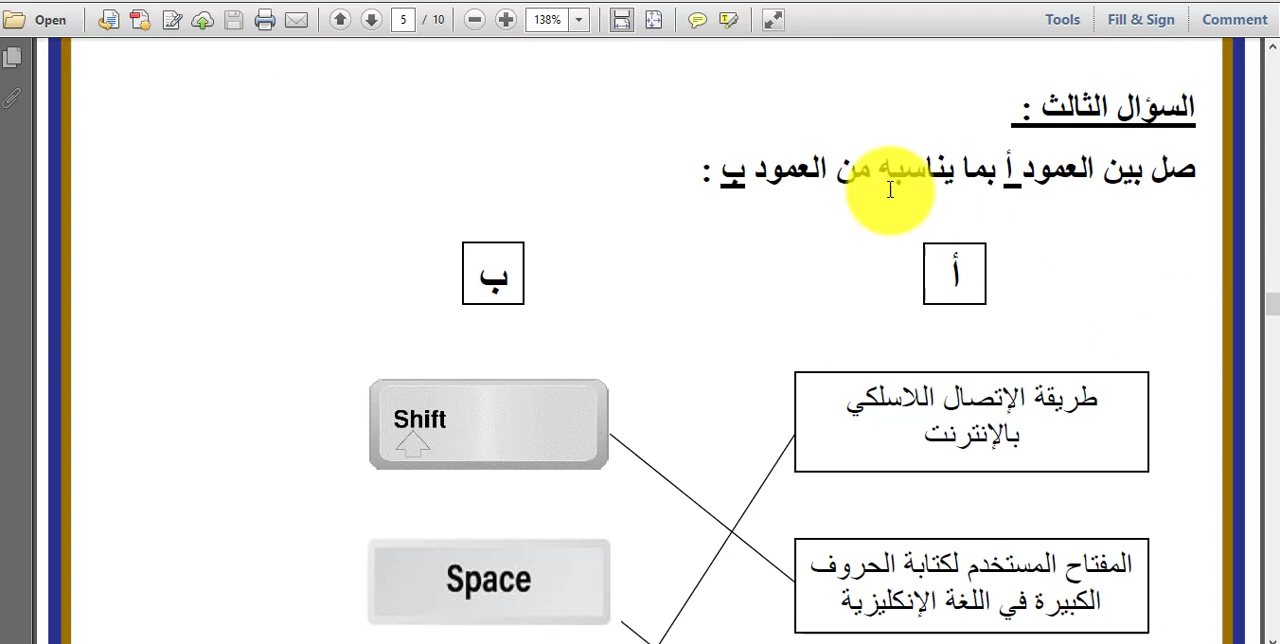 Open
5 / 10
138%
Tools
Fill & Sign
Comment
السؤال الثالث :
صل بين العمود أ بما يناسبه من العمود ب :
أ
ب
طريقة الإتصال اللاسلكي
بالإنترنت
Shift
المفتاح المستخدم لكتابة الحروف
الكبيرة في اللغة الإنكليزية
Space